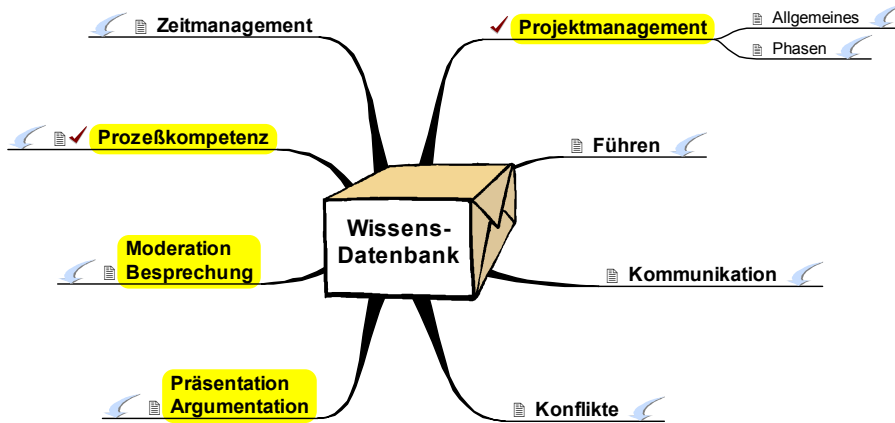 Zeitmanagement
Projektmanagement
Allgemeines
Phasen
Prozeßkompetenz
Führen
Wissens-
Datenbank
Moderation
Besprechung
Kommunikation
Präsentation
Argumentation
Konflikte